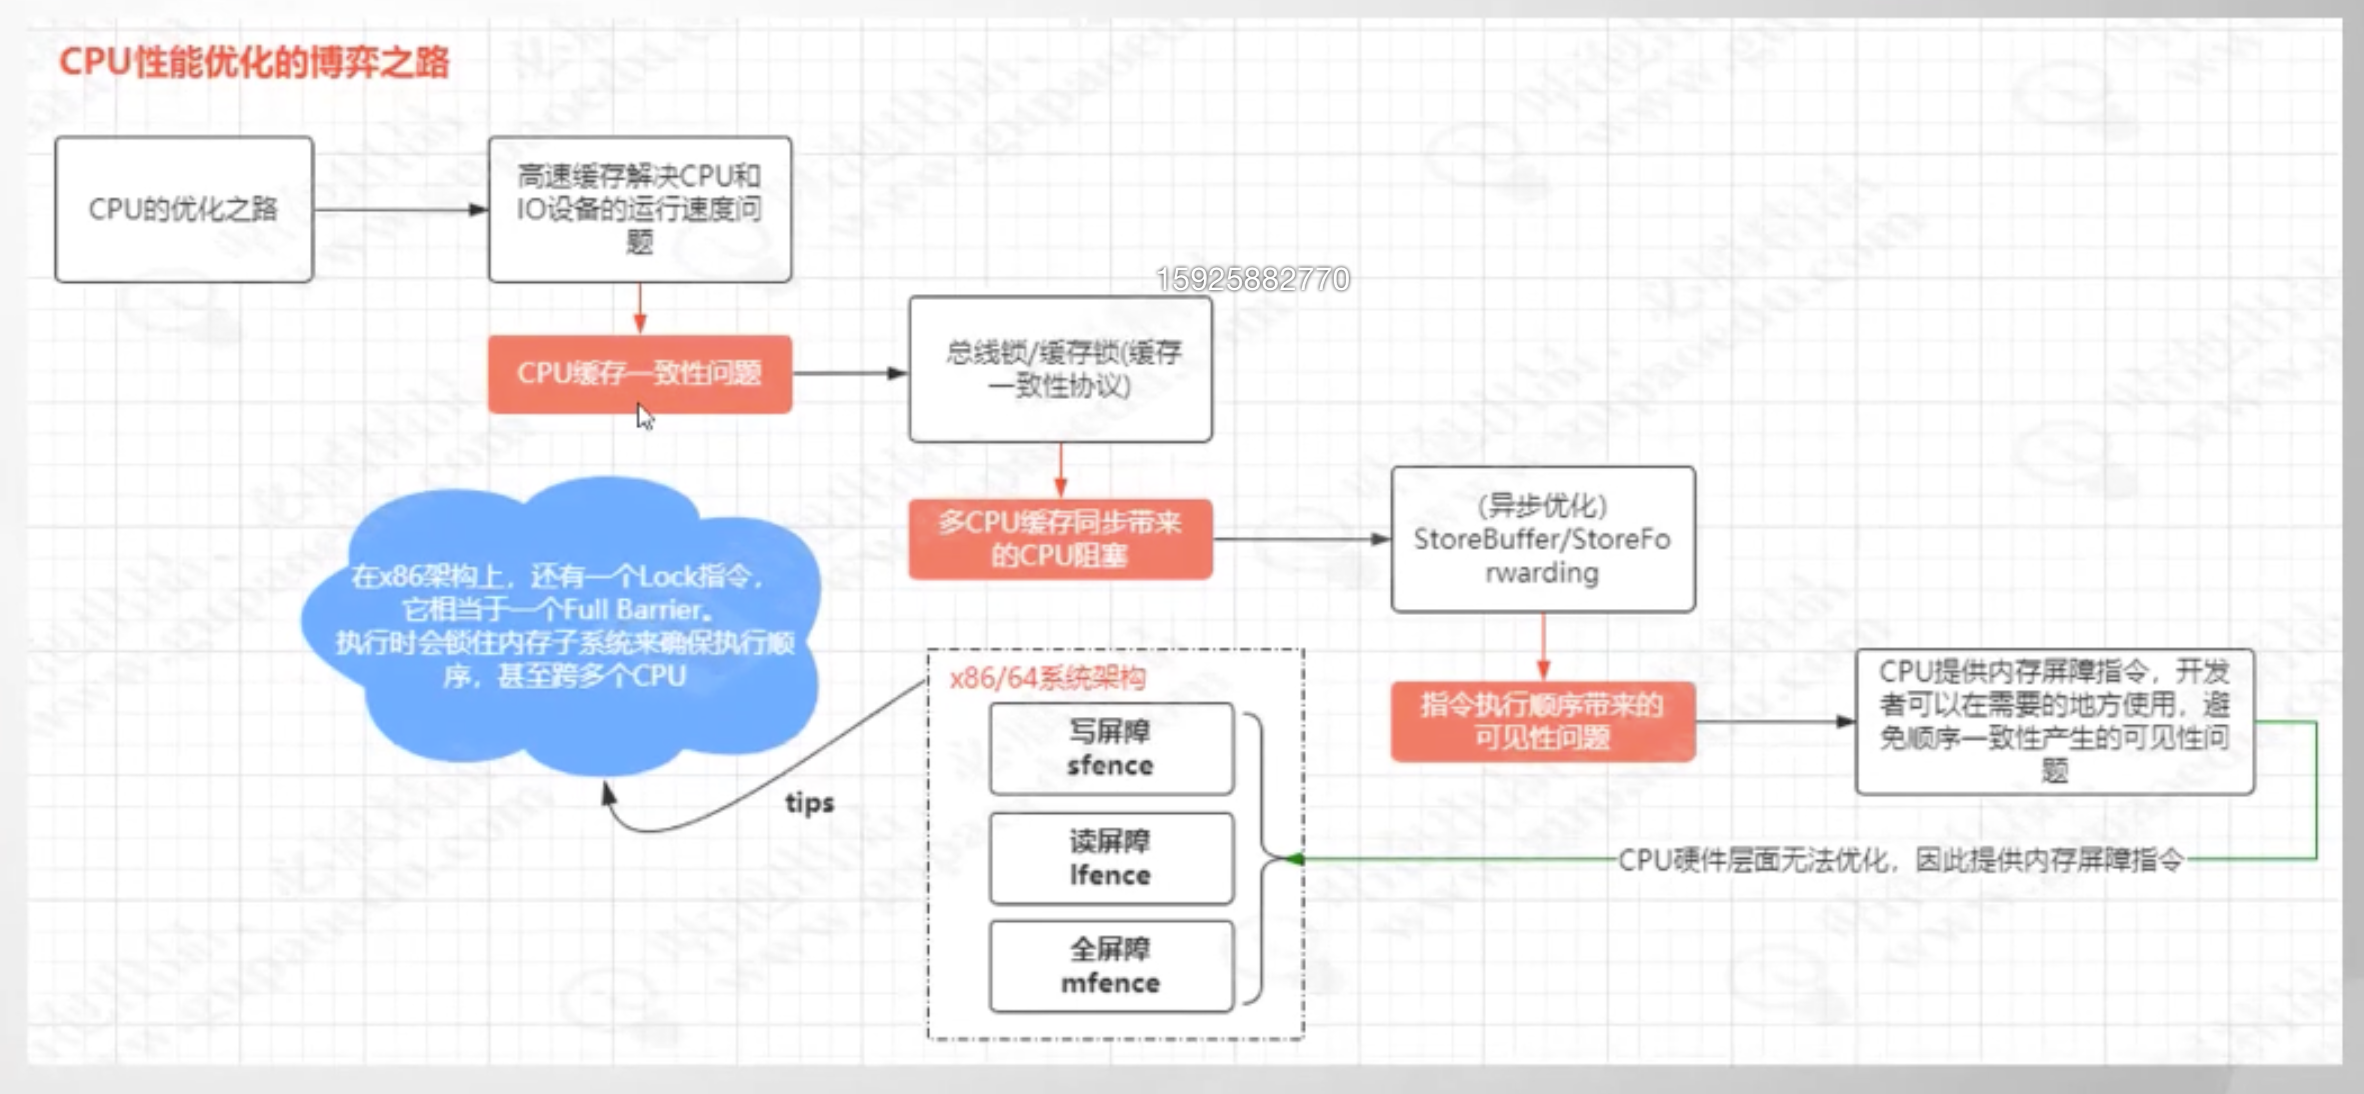 CPU性能优化的博弈之路
CPU的优化之路
高速缓存解决CPU和
IO设备的运行速度问
题
15925882770
CPU缓存一致性问题
总线锁/缓存锁(缓存
一致性协议)
多CPU缓存同步带来
的CPU阻塞
(异步优化)
StoreBuffer/StoreFo
rwarding
指令执行顺序带来的
可见性问题
CPU提供内存屏障指令，开发
者可以在需要的地方使用，避
免顺序一致性产生的可见性问
题
CPU硬件层面无法优化，因此提供内存屏障指令
x86/64系统架构
写屏障
sfence
读屏障
lfence
全屏障
mfence
tips
在x86架构上，还有一个Lock指令，
它相当于一个Full Barrier。
执行时会锁住内存子系统来确保执行顺
序，甚至跨多个CPU